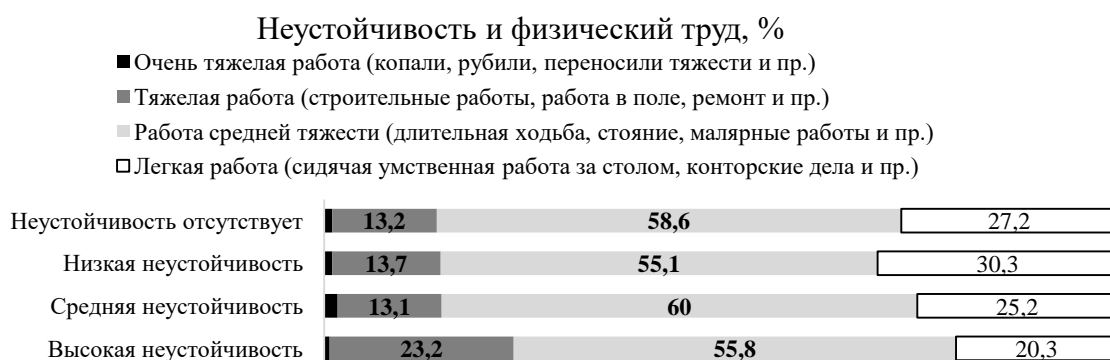 Неустойчивость и физический труд, %
Очень тяжелая работа (копали, рубили, переносили тяжести и пр.)
Тяжелая работа (строительные работы, работа в поле, ремонт и пр.)
Работа средней тяжести (длительная ходьба, стояние, малярные работы и пр.)
Легкая работа (сидячая умственная работа за столом, конторские дела и пр.)
Неустойчивость отсутствует 13,2 58,6 27,2
Низкая неустойчивость 13,7 55,1 30,3
Средняя неустойчивость 13,1 60 25,2
Высокая неустойчивость 23,2 55,8 20,3